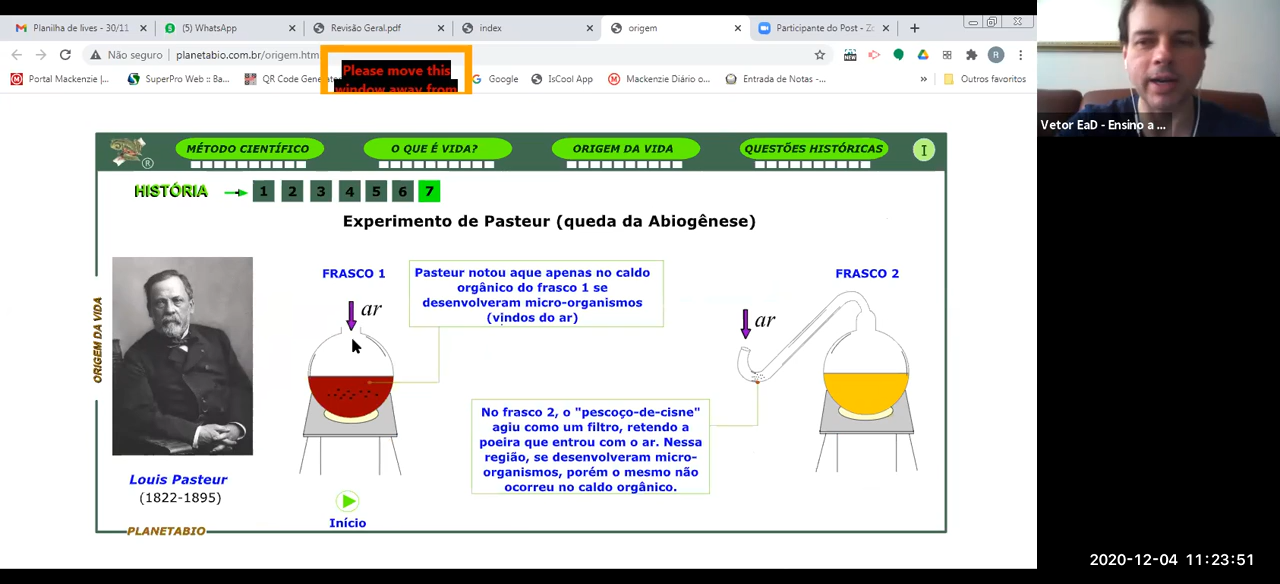 Planilha de lives - 30/11
(5) WhatsApp
Revisão Geral.pdf
index
origem
Participante do Post - Zo
Não seguro
planetabio.com.br/origem.htm
Please move this
window away from
Portal Mackenzie |...
SuperPro Web :: Ba...
QR Code Genera
Google
IsCool App
Mackenzie Diário o...
Entrada de Notas -...
»
Outros favoritos
NEW
R
Vetor EaD - Ensino a ...
MÉTODO CIENTÍFICO
O QUE É VIDA?
ORIGEM DA VIDA
QUESTÕES HISTÓRICAS
I
®
HISTÓRIA
1 2 3 4 5 6 7
Experimento de Pasteur (queda da Abiogênese)
ORIGEM DA VIDA
FRASCO 1
ar
Pasteur notou aque apenas no caldo
orgânico do frasco 1 se
desenvolveram micro-organismos
(vindos do ar)
FRASCO 2
ar
No frasco 2, o "pescoço-de-cisne"
agiu como um filtro, retendo a
poeira que entrou com o ar. Nessa
região, se desenvolveram micro-
organismos, porém o mesmo não
ocorreu no caldo orgânico.
Louis Pasteur
(1822-1895)
Início
PLANETABIO
2020-12-04 11:23:51